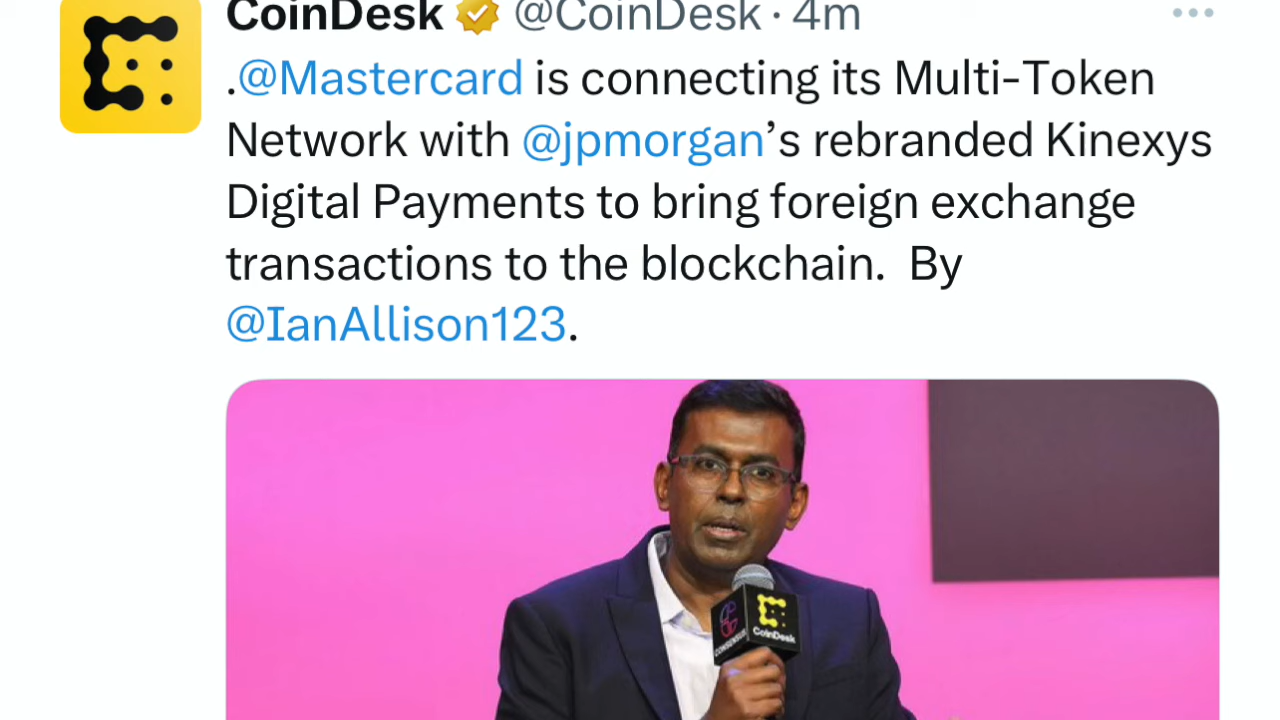 CoinDesk @CoinDesk · 4m
.@Mastercard is connecting its Multi-Token
Network with @jpmorgan’s rebranded Kinexys
Digital Payments to bring foreign exchange
transactions to the blockchain.  By
@IanAllison123.
CONSENSUS
CoinDesk